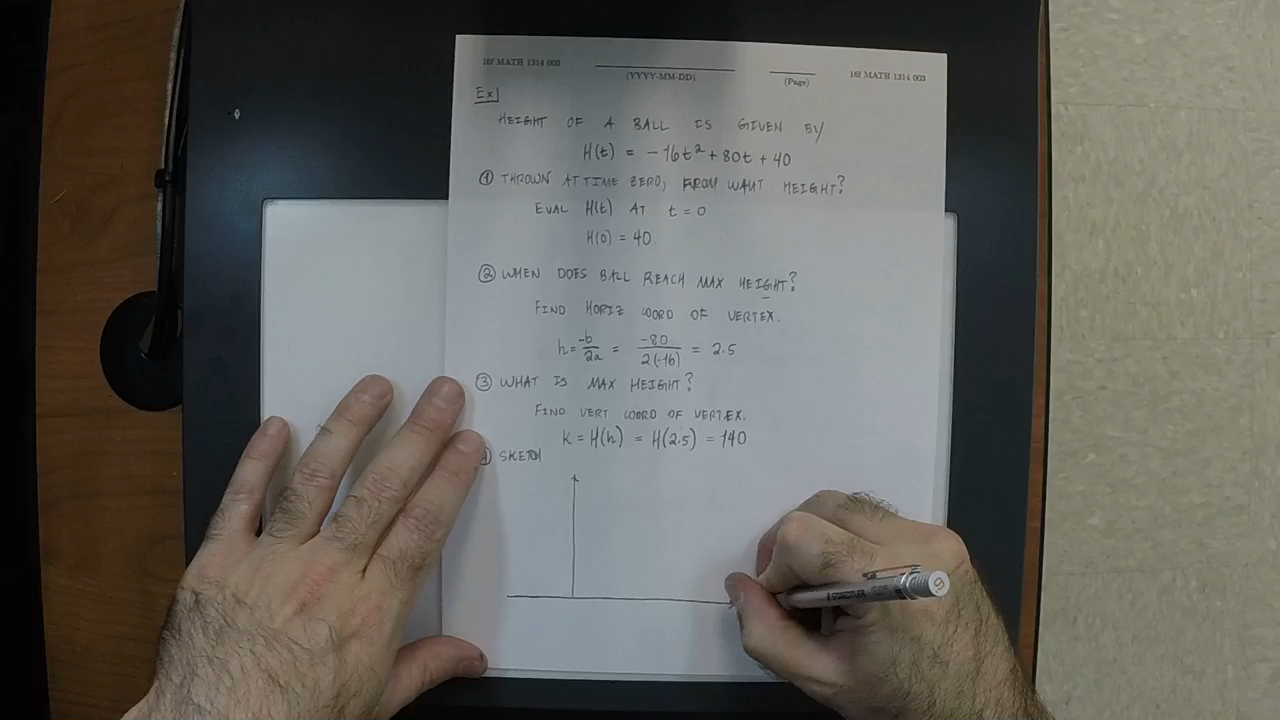 16f MATH 1314 003
(YYYY-MM-DD)
(Page)
16f MATH 1314 003
Ex
HEIGHT OF A BALL IS GIVEN BY
H(t) = -16t² + 80t + 40
① THROWN AT TIME ZERO, FROM WAHT HEIGHT?
EVAL H(t) AT t = 0
H(0) = 40
② WHEN DOES BALL REACH MAX HEIGHT?
FIND HORIZ COORD OF VERTEX.
h = -b/2a = -80/2(-16) = 2.5
③ WHAT IS MAX HEIGHT?
FIND VERT COORD OF VERTEX.
K = H(h) = H(2.5) = 140
SKETCH